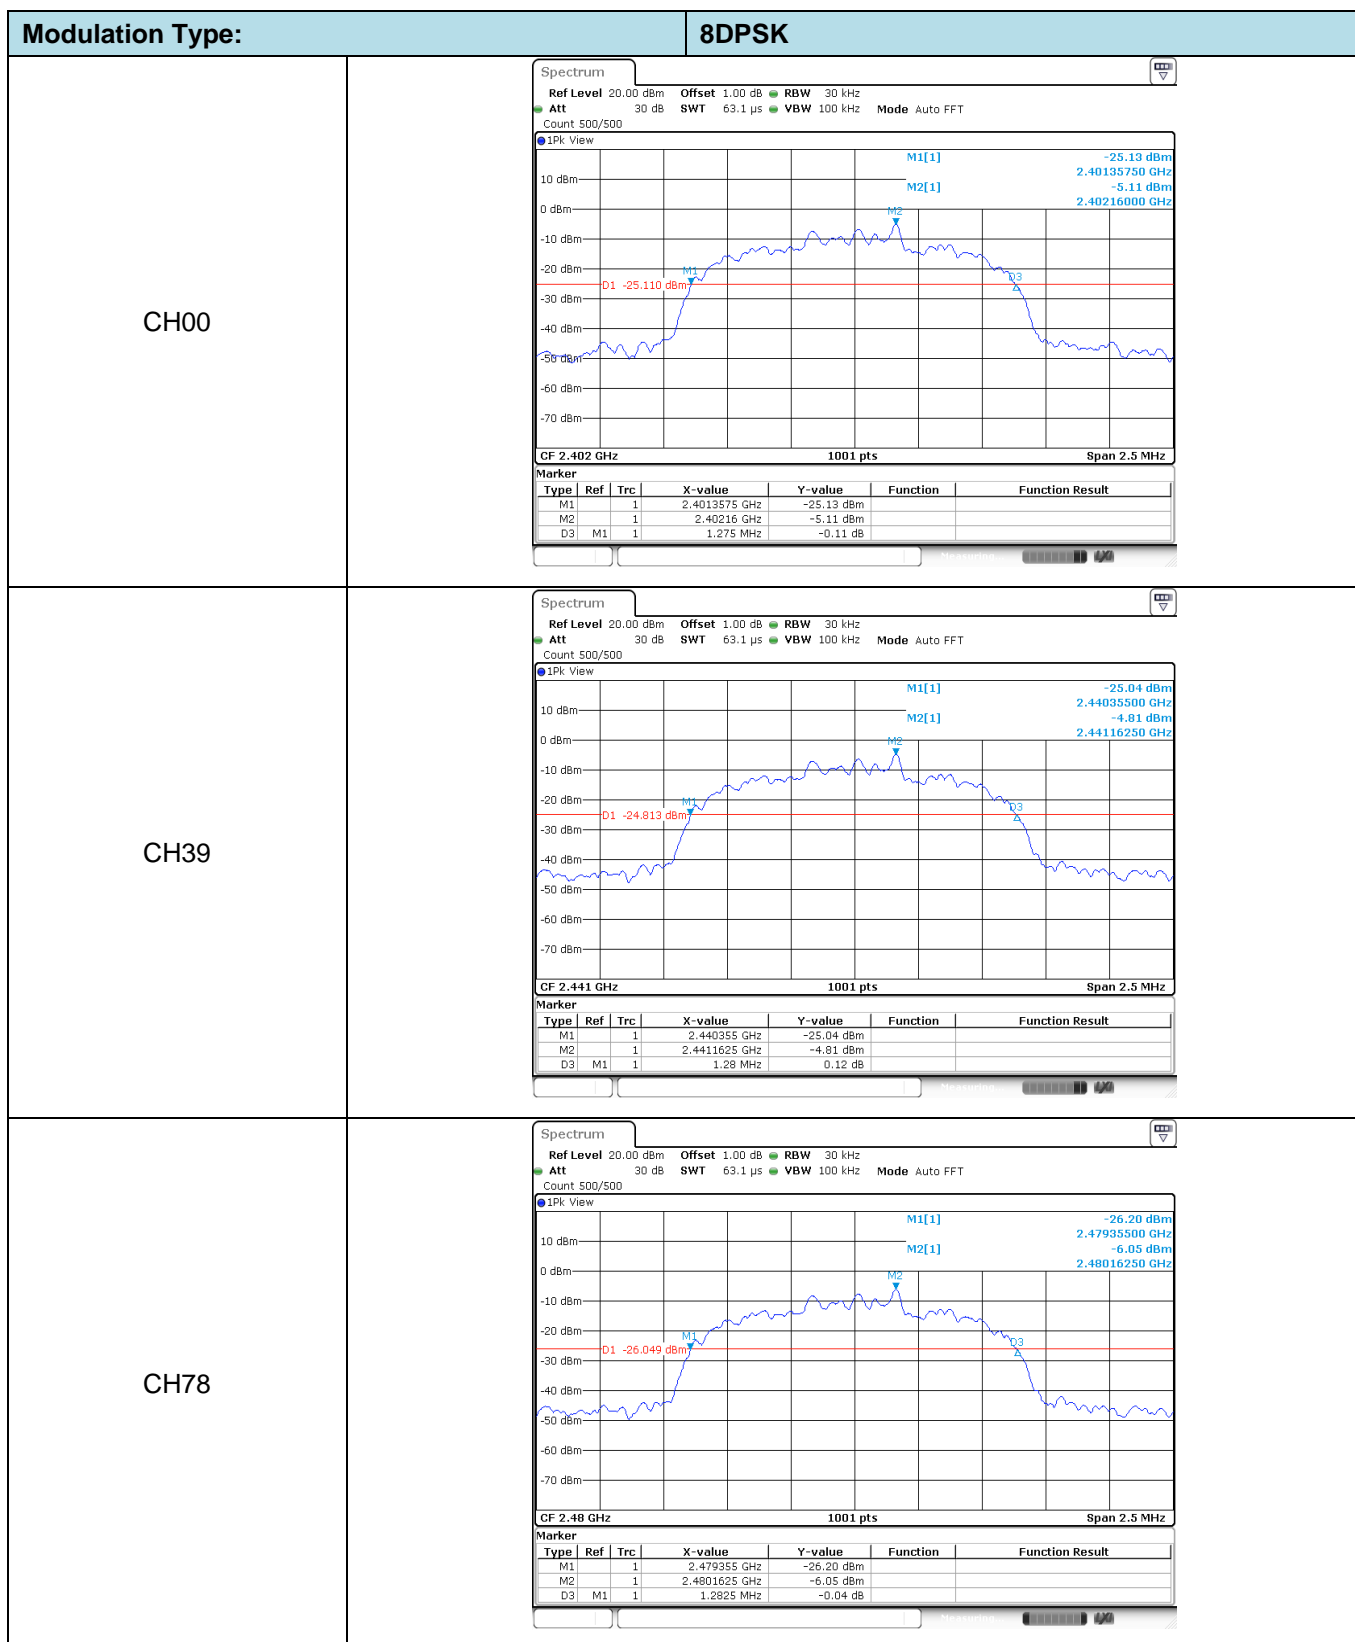 Modulation Type: 8DPSK
CH00
Spectrum
Ref Level 20.00 dBm Offset 1.00 dB RBW 30 kHz
Att 30 dB SWT 63.1 µs VBW 100 kHz Mode Auto FFT
Count 500/500
1Pk View
M1[1] -25.13 dBm
2.40135750 GHz
10 dBm
M2[1] -5.11 dBm
2.40216000 GHz
0 dBm
M2
-10 dBm
-20 dBm
M1
D3
D1 -25.110 dBm
-30 dBm
-40 dBm
-50 dBm
-60 dBm
-70 dBm
CF 2.402 GHz 1001 pts Span 2.5 MHz
Marker
Type Ref Trc X-value Y-value Function Function Result
M1 1 2.4013575 GHz -25.13 dBm
M2 1 2.40216 GHz -5.11 dBm
D3 M1 1 1.275 MHz -0.11 dB
Measuring...
CH39
Spectrum
Ref Level 20.00 dBm Offset 1.00 dB RBW 30 kHz
Att 30 dB SWT 63.1 µs VBW 100 kHz Mode Auto FFT
Count 500/500
1Pk View
M1[1] -25.04 dBm
2.44035500 GHz
10 dBm
M2[1] -4.81 dBm
2.44116250 GHz
0 dBm
M2
-10 dBm
-20 dBm
M1
D3
D1 -24.813 dBm
-30 dBm
-40 dBm
-50 dBm
-60 dBm
-70 dBm
CF 2.441 GHz 1001 pts Span 2.5 MHz
Marker
Type Ref Trc X-value Y-value Function Function Result
M1 1 2.440355 GHz -25.04 dBm
M2 1 2.4411625 GHz -4.81 dBm
D3 M1 1 1.28 MHz 0.12 dB
Measuring...
CH78
Spectrum
Ref Level 20.00 dBm Offset 1.00 dB RBW 30 kHz
Att 30 dB SWT 63.1 µs VBW 100 kHz Mode Auto FFT
Count 500/500
1Pk View
M1[1] -26.20 dBm
2.47935500 GHz
10 dBm
M2[1] -6.05 dBm
2.48016250 GHz
0 dBm
M2
-10 dBm
-20 dBm
M1
D3
D1 -26.049 dBm
-30 dBm
-40 dBm
-50 dBm
-60 dBm
-70 dBm
CF 2.48 GHz 1001 pts Span 2.5 MHz
Marker
Type Ref Trc X-value Y-value Function Function Result
M1 1 2.479355 GHz -26.20 dBm
M2 1 2.4801625 GHz -6.05 dBm
D3 M1 1 1.2825 MHz -0.04 dB
Measuring...